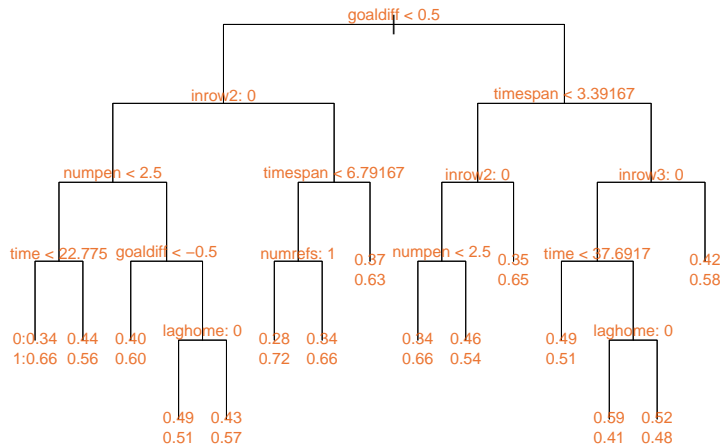 goaldiff < 0.5
inrow2: 0
timespan < 3.39167
numpen < 2.5
timespan < 6.79167
inrow2: 0
inrow3: 0
time < 22.775
goaldiff < −0.5
numrefs: 1
0.37
0.63
numpen < 2.5
0.35
0.65
time < 37.6917
0.42
0.58
0:0.34
1:0.66
0.44
0.56
0.40
0.60
laghome: 0
0.28
0.72
0.34
0.66
0.34
0.66
0.46
0.54
0.49
0.51
laghome: 0
0.49
0.51
0.43
0.57
0.59
0.41
0.52
0.48